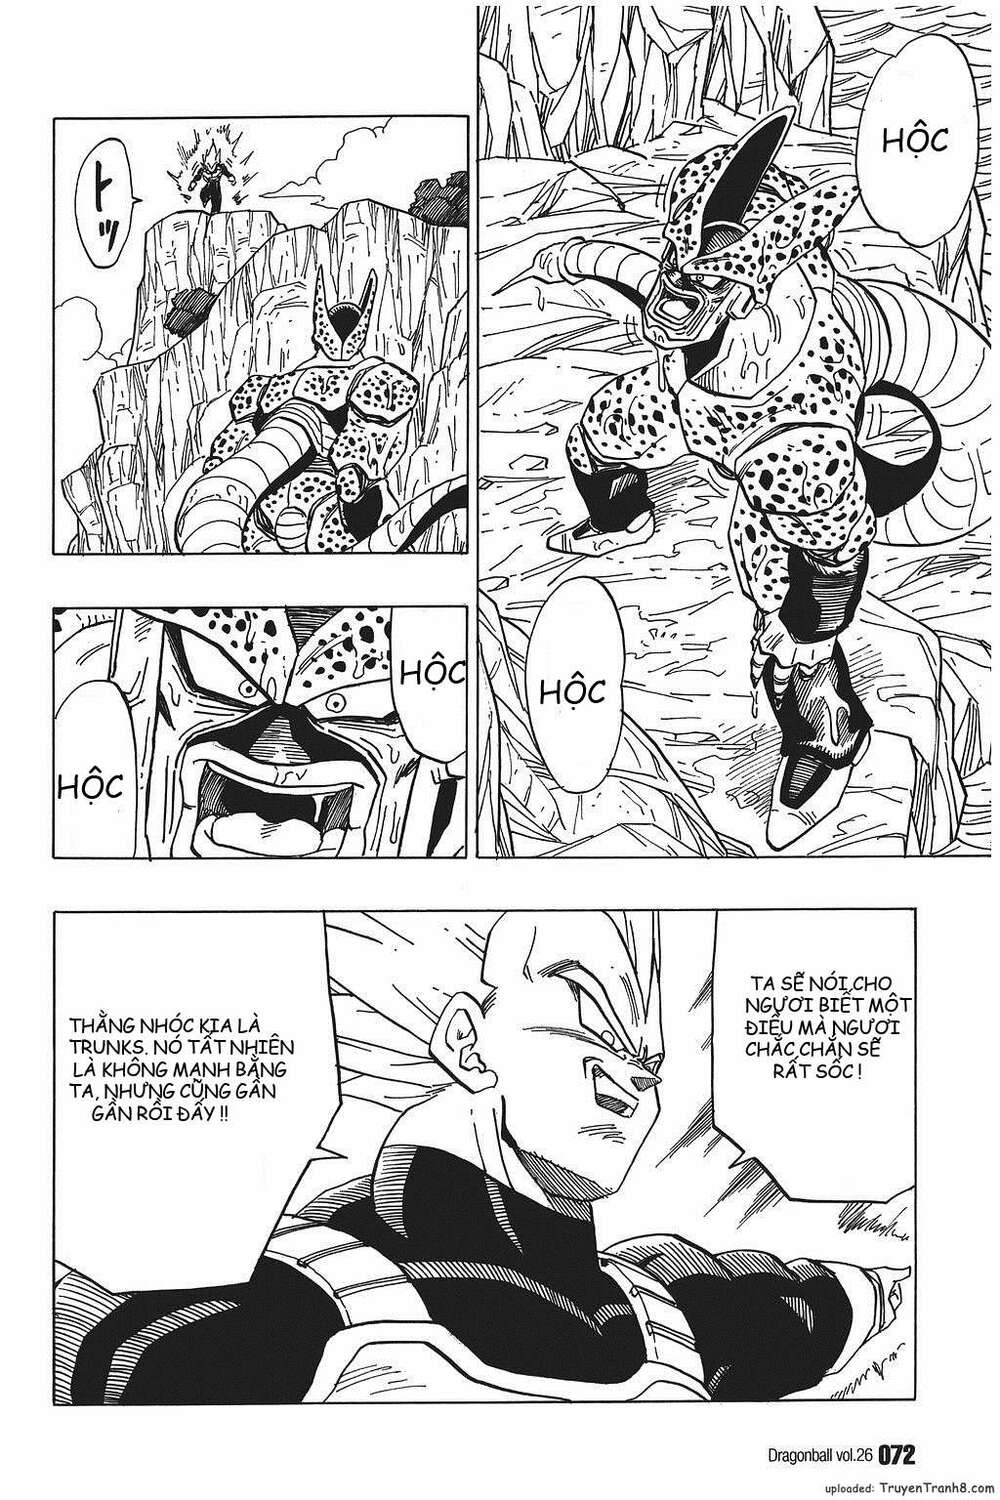 HỘC
トッ
HỘC
HỘC
HỘC
TA SẼ NÓI CHO
NGƯƠI BIẾT MỘT
ĐIỀU MÀ NGƯƠI
CHẮC CHẮN SẼ
RẤT SỐC !
THẰNG NHÓC KIA LÀ
TRUNKS. NÓ TẤT NHIÊN
LÀ KHÔNG MẠNH BẰNG
TA, NHƯNG CŨNG GẦN
GẦN RỒI ĐẤY !!
Dragonball vol.26 072
uploaded: TruyenTranh8.com